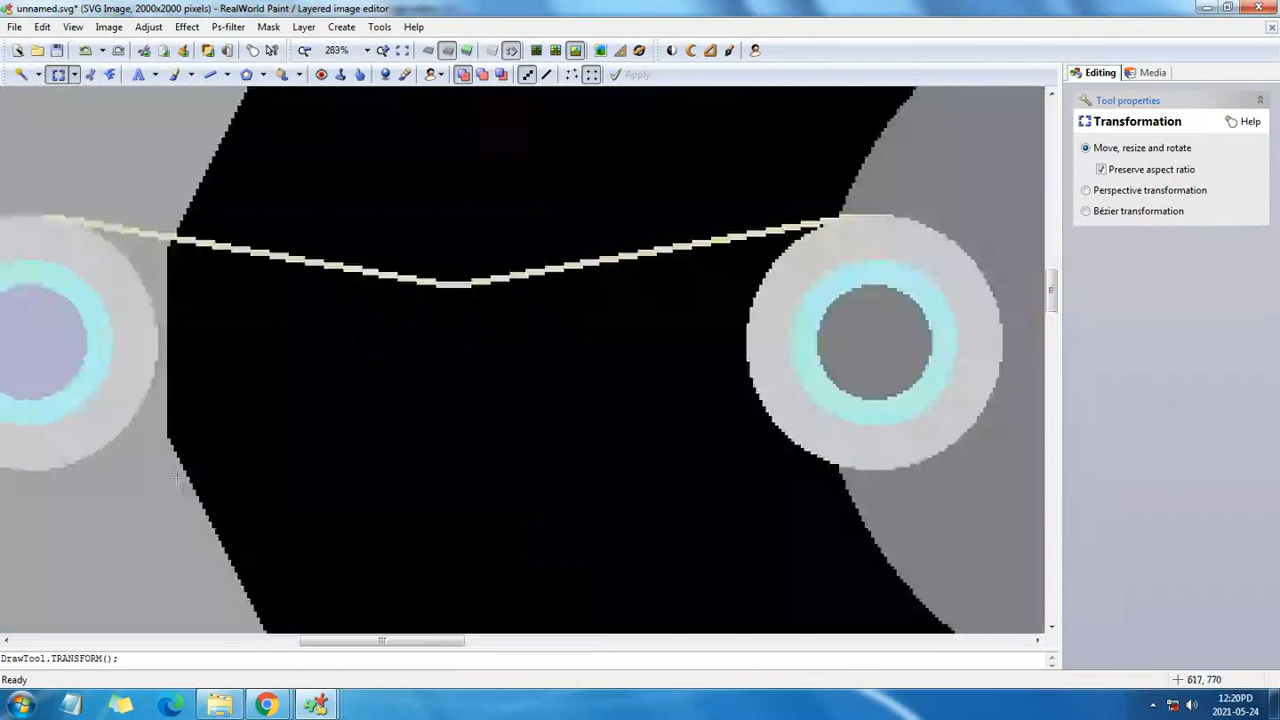 unnamed.svg* (SVG Image, 2000x2000 pixels) - RealWorld Paint / Layered image editor
File Edit View Image Adjust Effect Ps-filter Mask Layer Create Tools Help
283%
Apply
Editing Media
Tool properties
Transformation Help
Move, resize and rotate
Preserve aspect ratio
Perspective transformation
Bézier transformation
DrawTool.TRANSFORM();
Ready
617, 770
12:20PD
2021-05-24